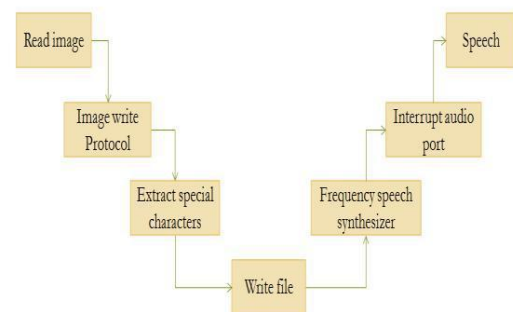 Read image
Image write
Protocol
Extract special
characters
Write file
Frequency speech
synthesizer
Interrupt audio
port
Speech